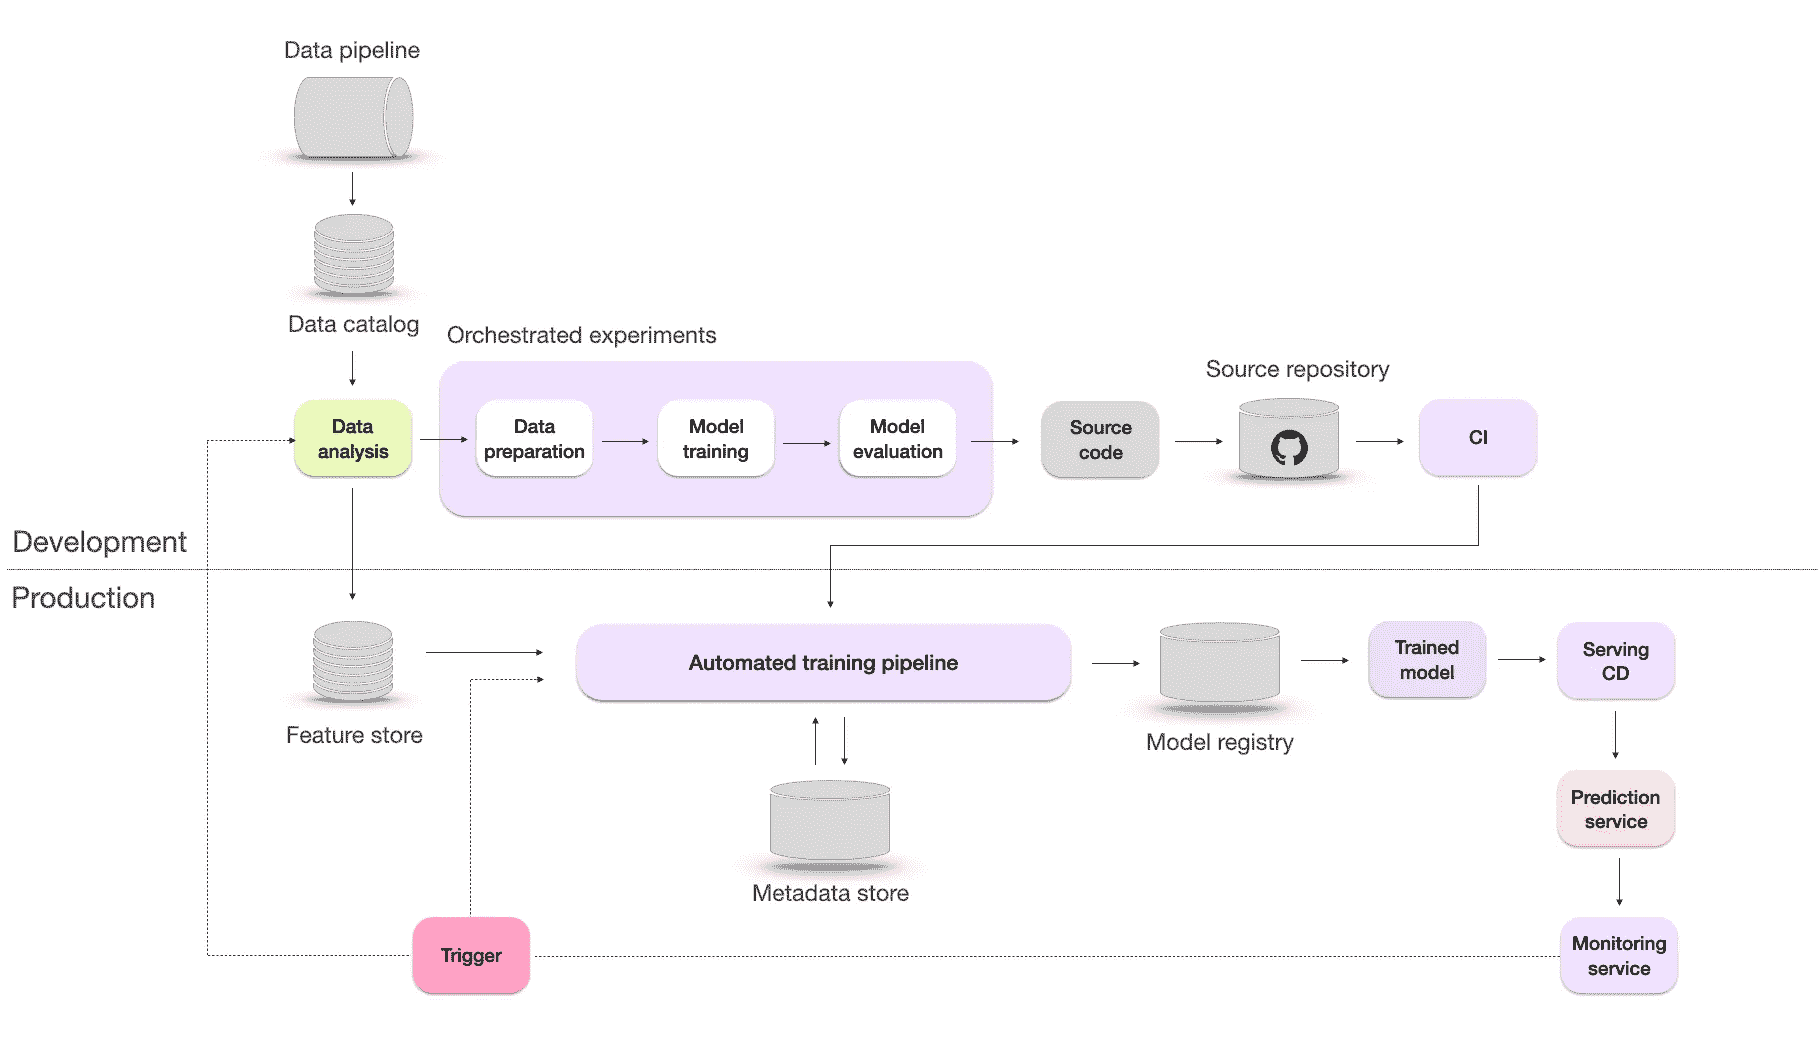 Data pipeline
Data catalog
Orchestrated experiments
Source repository
Data
analysis
Data
preparation
Model
training
Model
evaluation
Source
code
CI
Development
Production
Feature store
Automated training pipeline
Metadata store
Model registry
Trained
model
Serving
CD
Prediction
service
Monitoring
service
Trigger